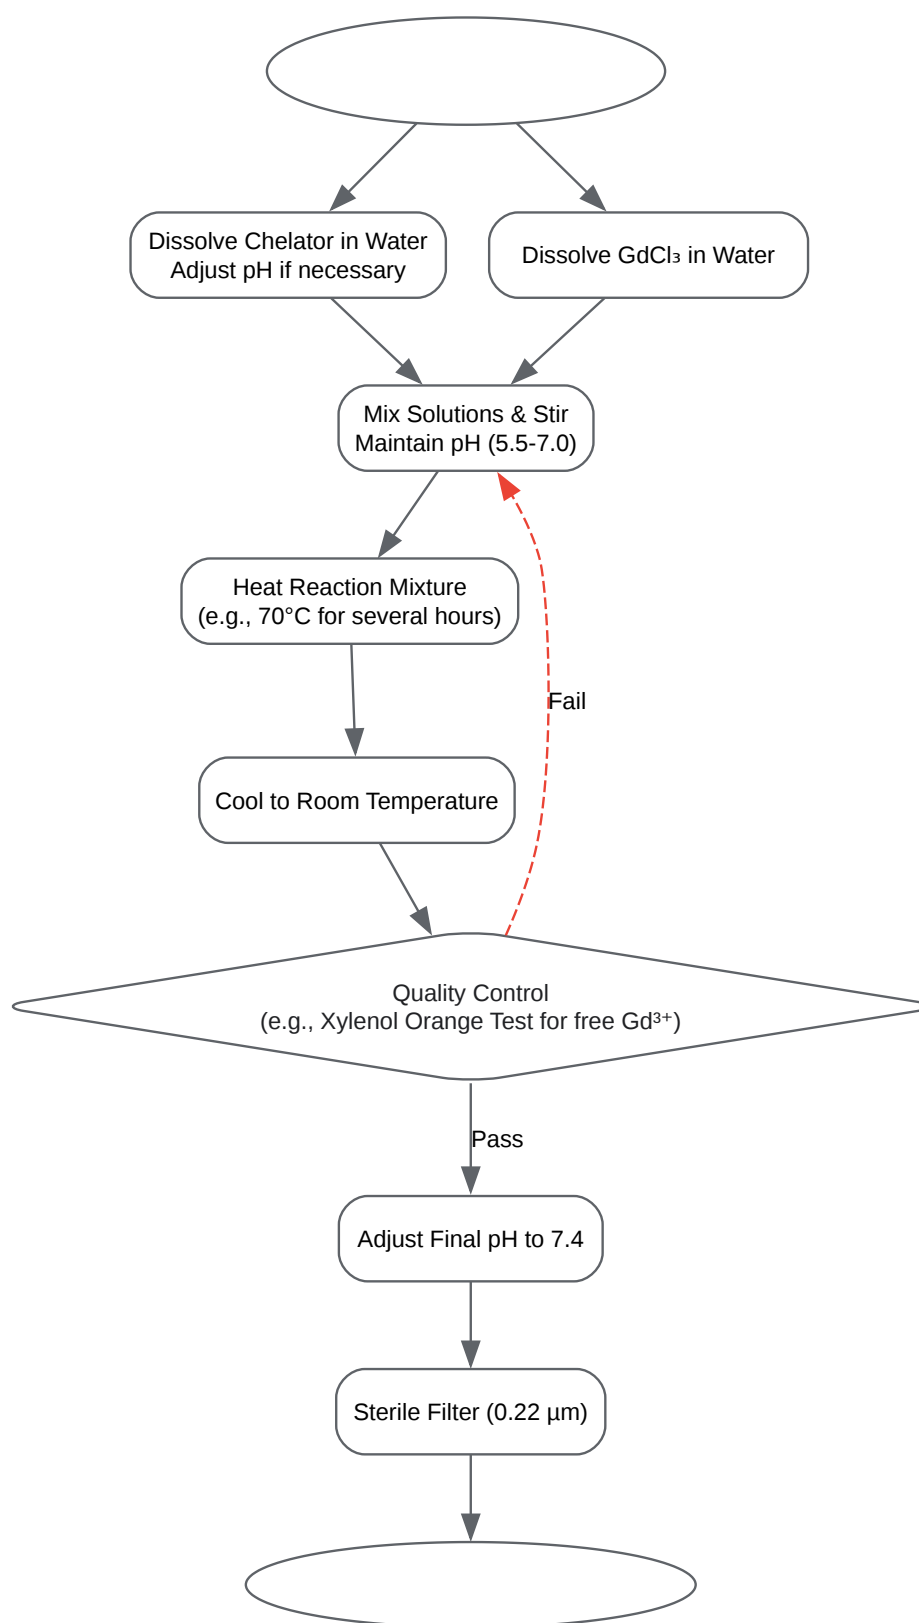 Dissolve Chelator in Water
Adjust pH if necessary
Dissolve GdCl₃ in Water
Mix Solutions & Stir
Maintain pH (5.5-7.0)
Heat Reaction Mixture
(e.g., 70°C for several hours)
Fail
Cool to Room Temperature
Quality Control
(e.g., Xylenol Orange Test for free Gd³⁺)
Pass
Adjust Final pH to 7.4
Sterile Filter (0.22 µm)